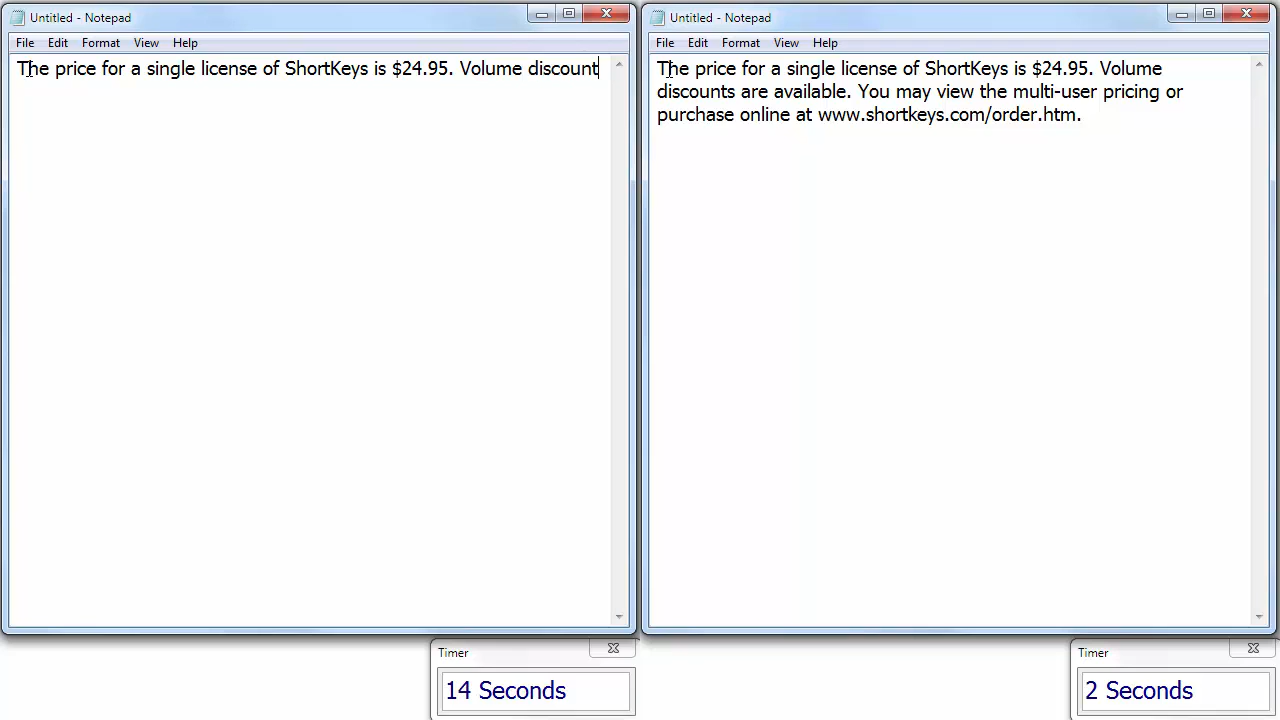 Untitled - Notepad
File Edit Format View Help
The price for a single license of ShortKeys is $24.95. Volume discount
Timer
14 Seconds
Untitled - Notepad
File Edit Format View Help
The price for a single license of ShortKeys is $24.95. Volume
discounts are available. You may view the multi-user pricing or
purchase online at www.shortkeys.com/order.htm.
Timer
2 Seconds